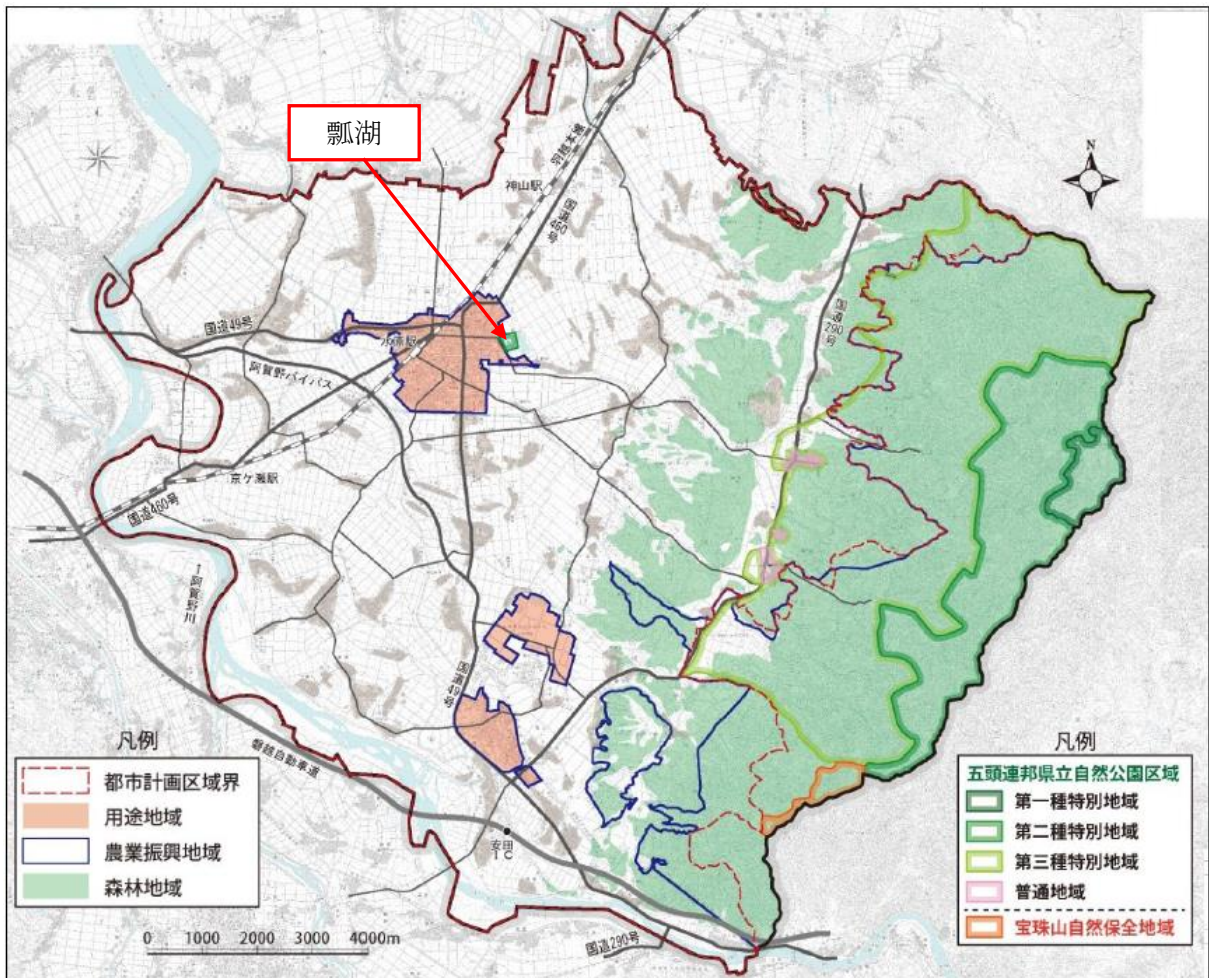 瓢湖
N
神山駅
羽越本線
国道460号
国道290号
国道49号
水原駅
阿賀野バイパス
京ヶ瀬駅
国道460号
阿賀野川
国道49号
磐越自動車道
安田
IC
国道290号
凡例
都市計画区域界
用途地域
農業振興地域
森林地域
0 1000 2000 3000 4000m
凡例
五頭連邦県立自然公園区域
第一種特別地域
第二種特別地域
第三種特別地域
普通地域
宝珠山自然保全地域